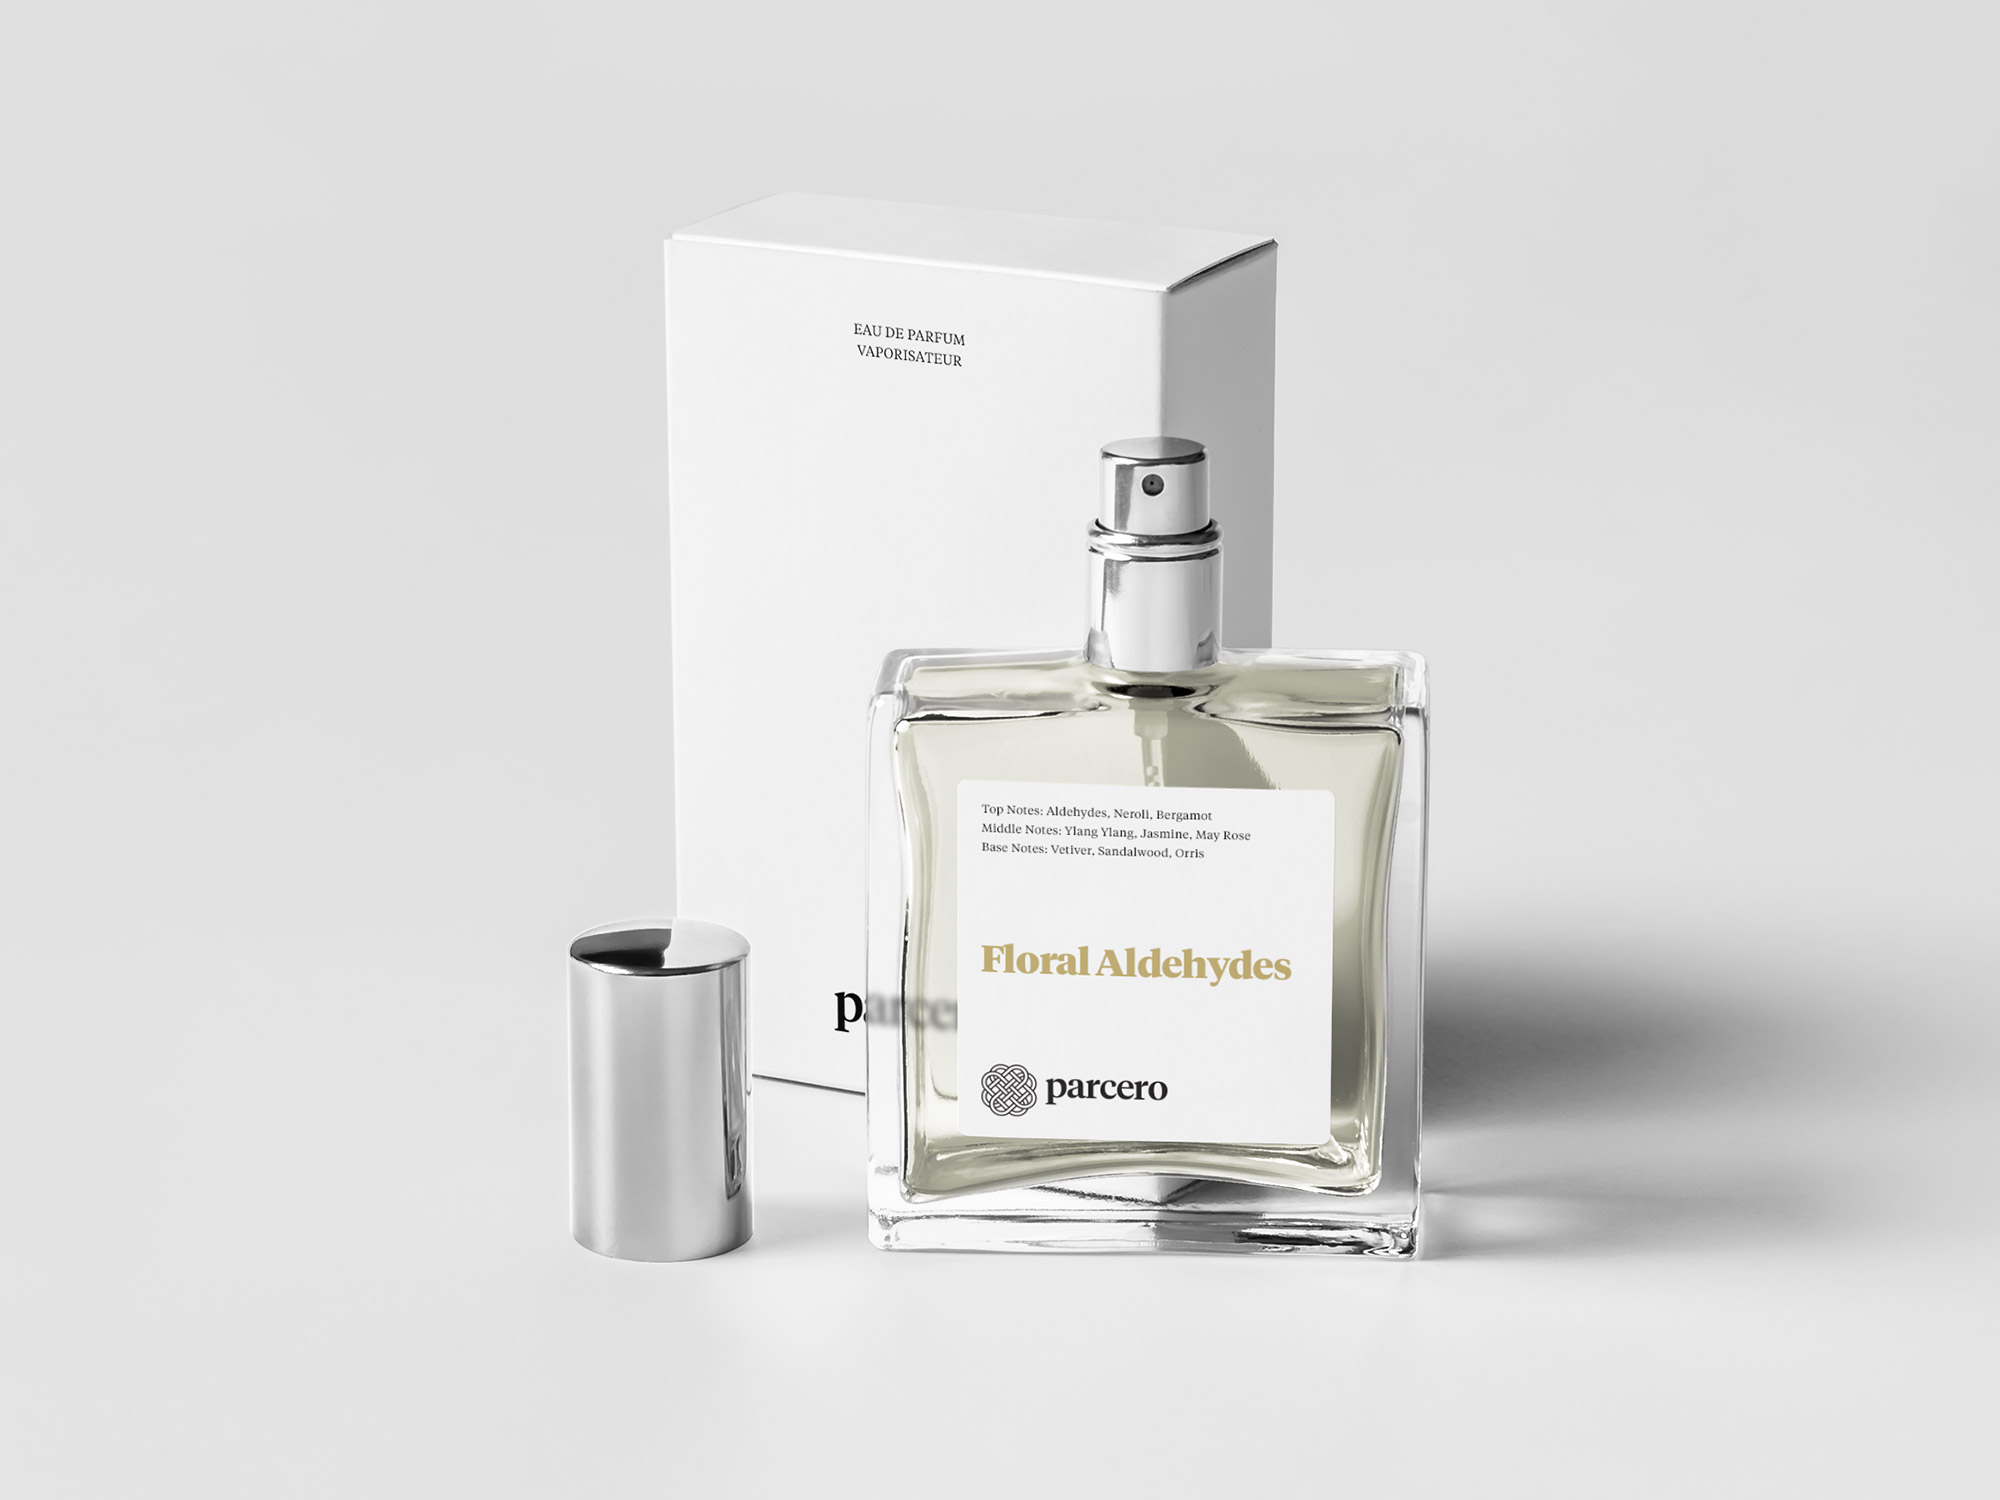 EAU DE PARFUM
VAPORISATEUR
Top Notes: Aldehydes, Neroli, Bergamot
Middle Notes: Ylang Ylang, Jasmine, May Rose
Base Notes: Vetiver, Sandalwood, Orris
Floral Aldehydes
parcero